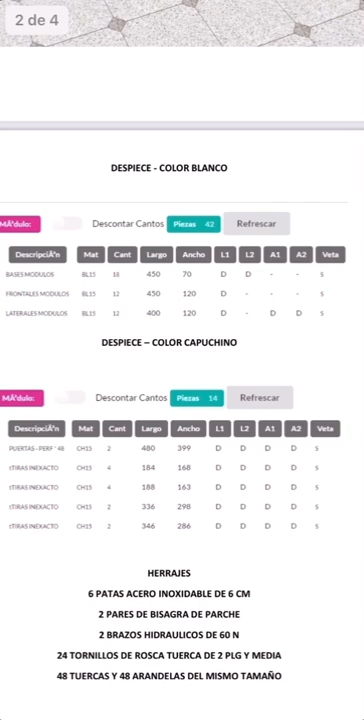 2 de 4
DESPIECE - COLOR BLANCO
MÃ³dulo: Descontar Cantos Piezas 42 Refrescar
DescripciÃ³n Mat Cant Largo Ancho L1 L2 A1 A2 Veta
BASES MODULOS BL15 18 450 70 D D - - S
FRONTALES MODULOS BL15 12 450 120 D - - - S
LATERALES MODULOS BL15 12 400 120 D - D D S
DESPIECE – COLOR CAPUCHINO
MÃ³dulo: Descontar Cantos Piezas 14 Refrescar
DescripciÃ³n Mat Cant Largo Ancho L1 L2 A1 A2 Veta
PUERTAS - PERF * 48 CH15 2 480 399 D D D D S
tTIRAS INEXACTO CH15 4 184 168 D D D D S
tTIRAS INEXACTO CH15 4 188 163 D D D D S
tTIRAS INEXACTO CH15 2 336 298 D D D D S
tTIRAS INEXACTO CH15 2 346 286 D D D D S
HERRAJES
6 PATAS ACERO INOXIDABLE DE 6 CM
2 PARES DE BISAGRA DE PARCHE
2 BRAZOS HIDRAULICOS DE 60 N
24 TORNILLOS DE ROSCA TUERCA DE 2 PLG Y MEDIA
48 TUERCAS Y 48 ARANDELAS DEL MISMO TAMAÑO